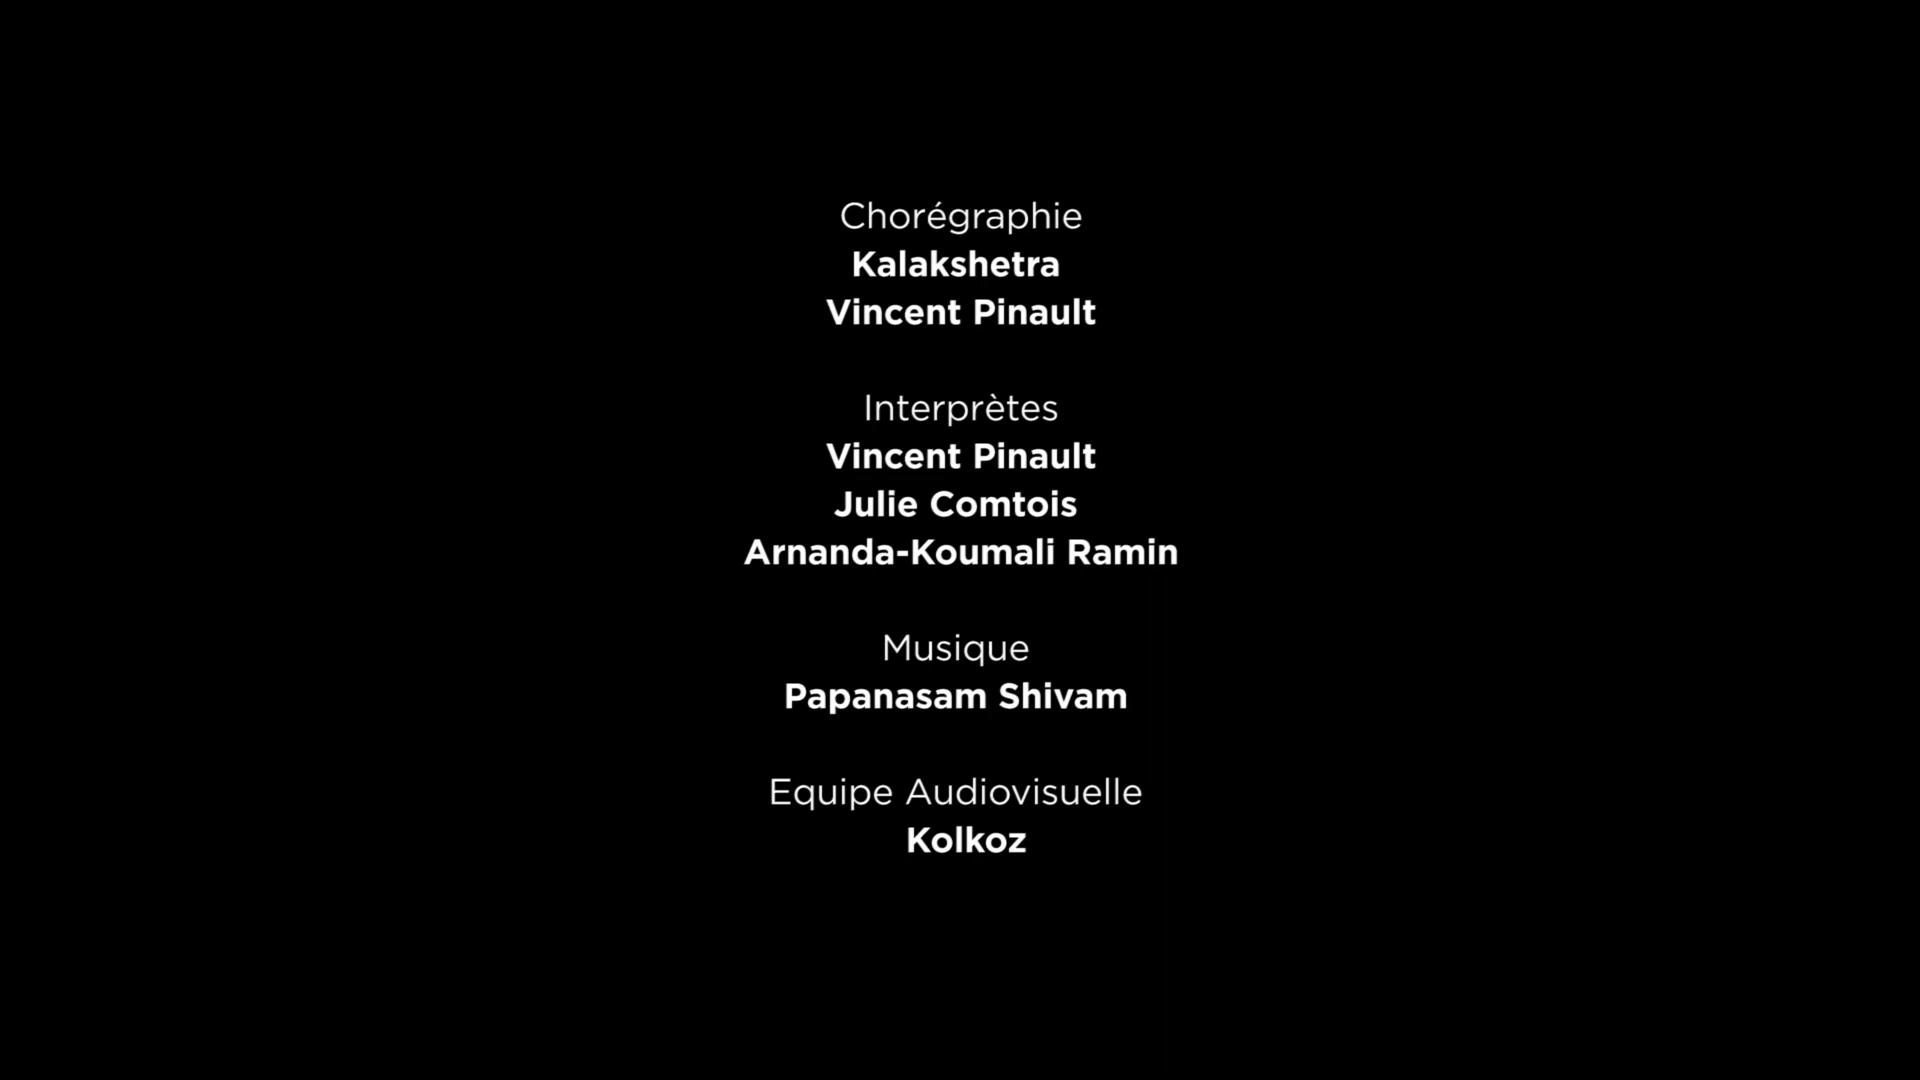 Chorégraphie
Kalakshetra
Vincent Pinault
Interprètes
Vincent Pinault
Julie Comtois
Arnanda-Koumali Ramin
Musique
Papanasam Shivam
Equipe Audiovisuelle
Kolkoz